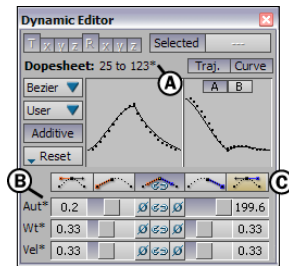 Dynamic Editor
T x y z R x y z Selected ---
Dopesheet: 25 to 123* Traj. Curve
A
Bezier A B
User
Additive
Reset
B C
Aut* 0.2 Ø Ø 199.6
Wt* 0.33 Ø Ø 0.33
Vel* 0.33 Ø Ø 0.33